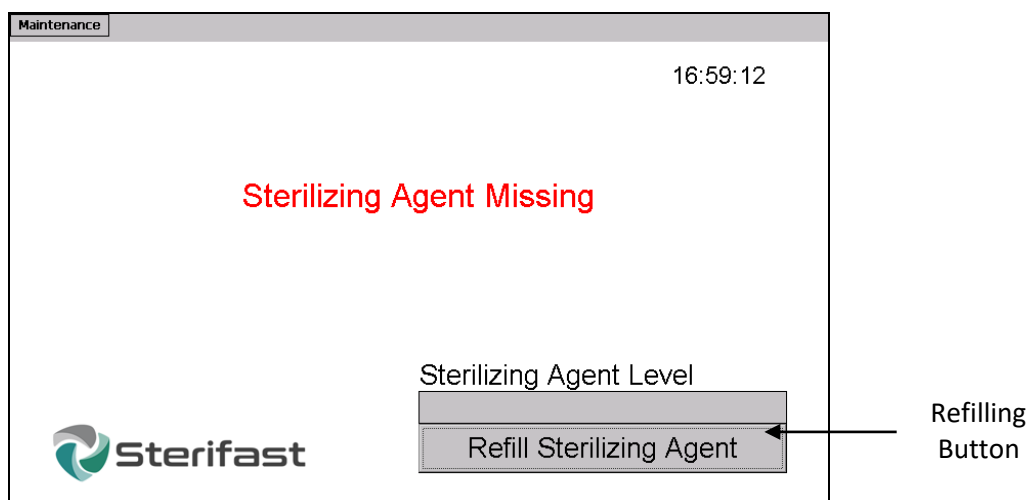 Maintenance
16:59:12
Sterilizing Agent Missing
Sterilizing Agent Level
Refill Sterilizing Agent
Sterifast
Refilling
Button